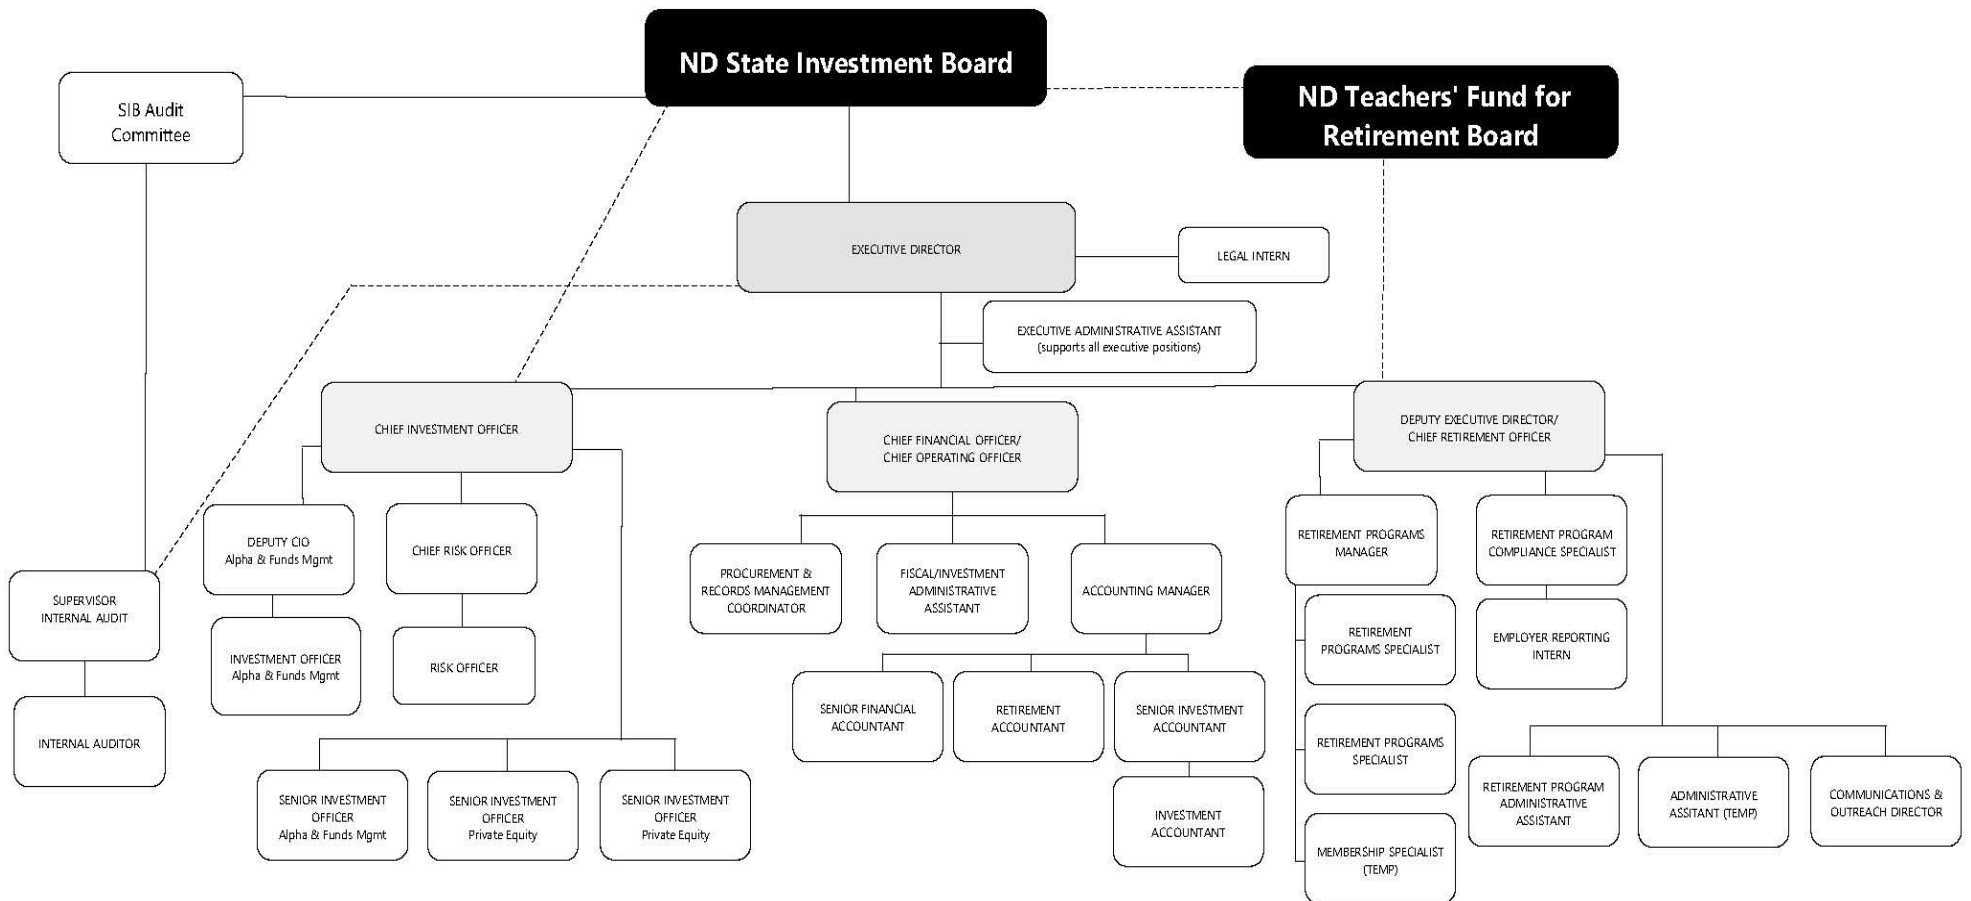 ND State Investment Board
SIB Audit
Committee
ND Teachers' Fund for
Retirement Board
EXECUTIVE DIRECTOR
LEGAL INTERN
EXECUTIVE ADMINISTRATIVE ASSISTANT
(supports all executive positions)
CHIEF INVESTMENT OFFICER
CHIEF FINANCIAL OFFICER/
CHIEF OPERATING OFFICER
DEPUTY EXECUTIVE DIRECTOR/
CHIEF RETIREMENT OFFICER
DEPUTY CIO
Alpha & Funds Mgmt
CHIEF RISK OFFICER
PROCUREMENT &
RECORDS MANAGEMENT
COORDINATOR
FISCAL/INVESTMENT
ADMINISTRATIVE
ASSISTANT
ACCOUNTING MANAGER
RETIREMENT PROGRAMS
MANAGER
RETIREMENT PROGRAM
COMPLIANCE SPECIALIST
SUPERVISOR
INTERNAL AUDIT
INVESTMENT OFFICER
Alpha & Funds Mgmt
RISK OFFICER
RETIREMENT
PROGRAMS SPECIALIST
EMPLOYER REPORTING
INTERN
INTERNAL AUDITOR
SENIOR FINANCIAL
ACCOUNTANT
RETIREMENT
ACCOUNTANT
SENIOR INVESTMENT
ACCOUNTANT
RETIREMENT PROGRAMS
SPECIALIST
SENIOR INVESTMENT
OFFICER
Alpha & Funds Mgmt
SENIOR INVESTMENT
OFFICER
Private Equity
SENIOR INVESTMENT
OFFICER
Private Equity
INVESTMENT
ACCOUNTANT
MEMBERSHIP SPECIALIST
(TEMP)
RETIREMENT PROGRAM
ADMINISTRATIVE
ASSISTANT
ADMINISTRATIVE
ASSITANT (TEMP)
COMMUNICATIONS &
OUTREACH DIRECTOR